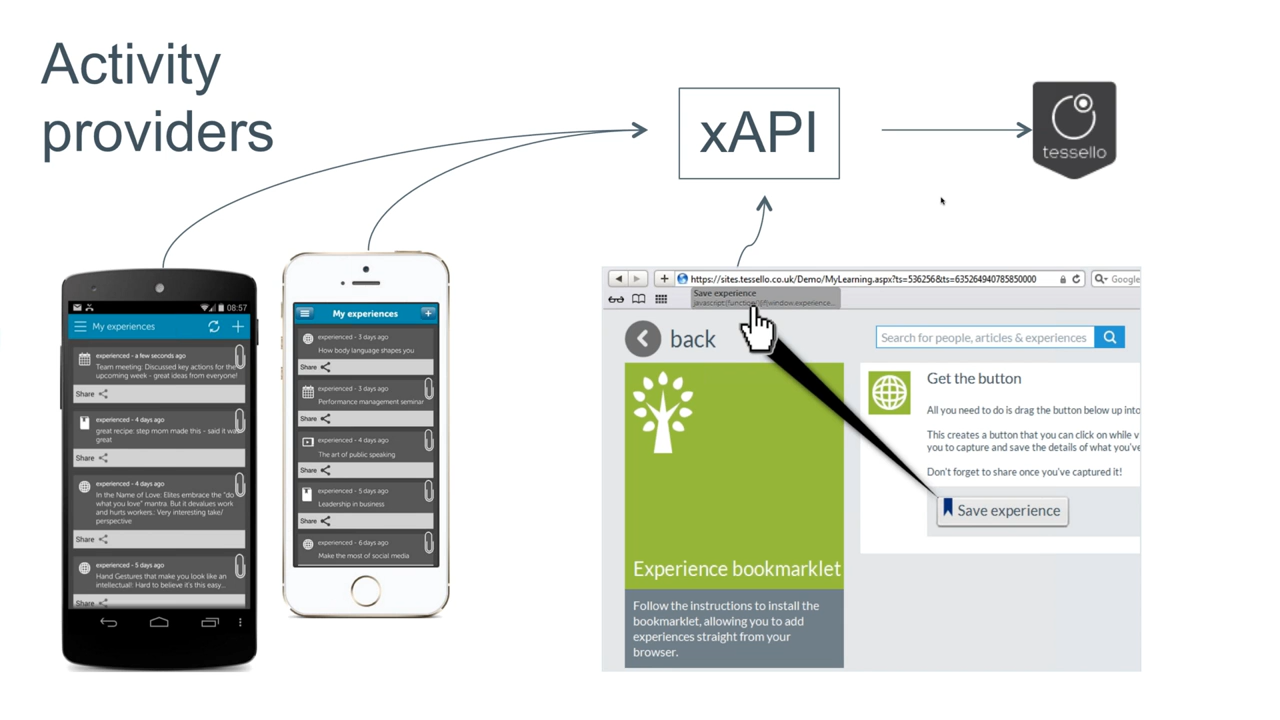 Activity
providers
xAPI
tessello
08:57
My experiences
experienced - a few seconds ago
Team meeting. Discussed key actions for the
upcoming week - great ideas from everyone!
Share
experienced - 4 days ago
great recipe: step mom made this - said it was
great
Share
experienced - 4 days ago
In the Name of Love: Elites embrace the "do
what you love" mantra. But it devalues work
and hurts workers.: Very interesting take/
perspective
Share
experienced - 5 days ago
Hand Gestures that make you look like an
intellectual!: Hard to believe it's this easy...
Share
My experiences
experienced - 3 days ago
How body language shapes you
Share
experienced - 3 days ago
Performance management seminar
Share
experienced - 4 days ago
The art of public speaking
Share
experienced - 5 days ago
Leadership in business
Share
experienced - 6 days ago
Make the most of social media
https://sites.tessello.co.uk/Demo/MyLearning.aspx?ts=536256&ts=635264940785850000
Google
Save experience
back
Search for people, articles & experiences
Experience bookmarklet
Follow the instructions to install the
bookmarklet, allowing you to add
experiences straight from your
browser.
Get the button
All you need to do is drag the button below up into
This creates a button that you can click on while v
you to capture and save the details of what you've
Don't forget to share once you've captured it!
Save experience